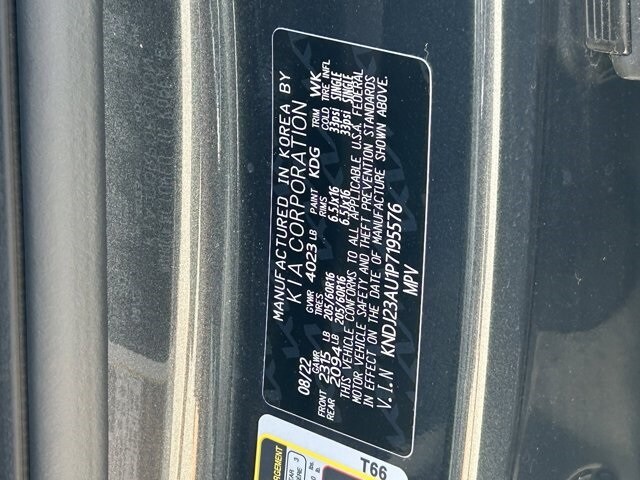 MANUFACTURED IN KOREA BY
KIA CORPORATION
08/22 GVWR 4023 LB PAINT KDG TRIM WK
GAWR TIRES RIMS COLD TIRE INFL
FRONT 2315 LB 205/60R16 6.5Jx16 33psi SINGLE
REAR 2094 LB 205/60R16 6.5Jx16 33psi SINGLE
THIS VEHICLE CONFORMS TO ALL APPLICABLE U.S.A. FEDERAL
MOTOR VEHICLE SAFETY AND THEFT PREVENTION STANDARDS
IN EFFECT ON THE DATE OF MANUFACTURE SHOWN ABOVE.
V.I.N KNDJ23AU1P7195576
MPV
T66